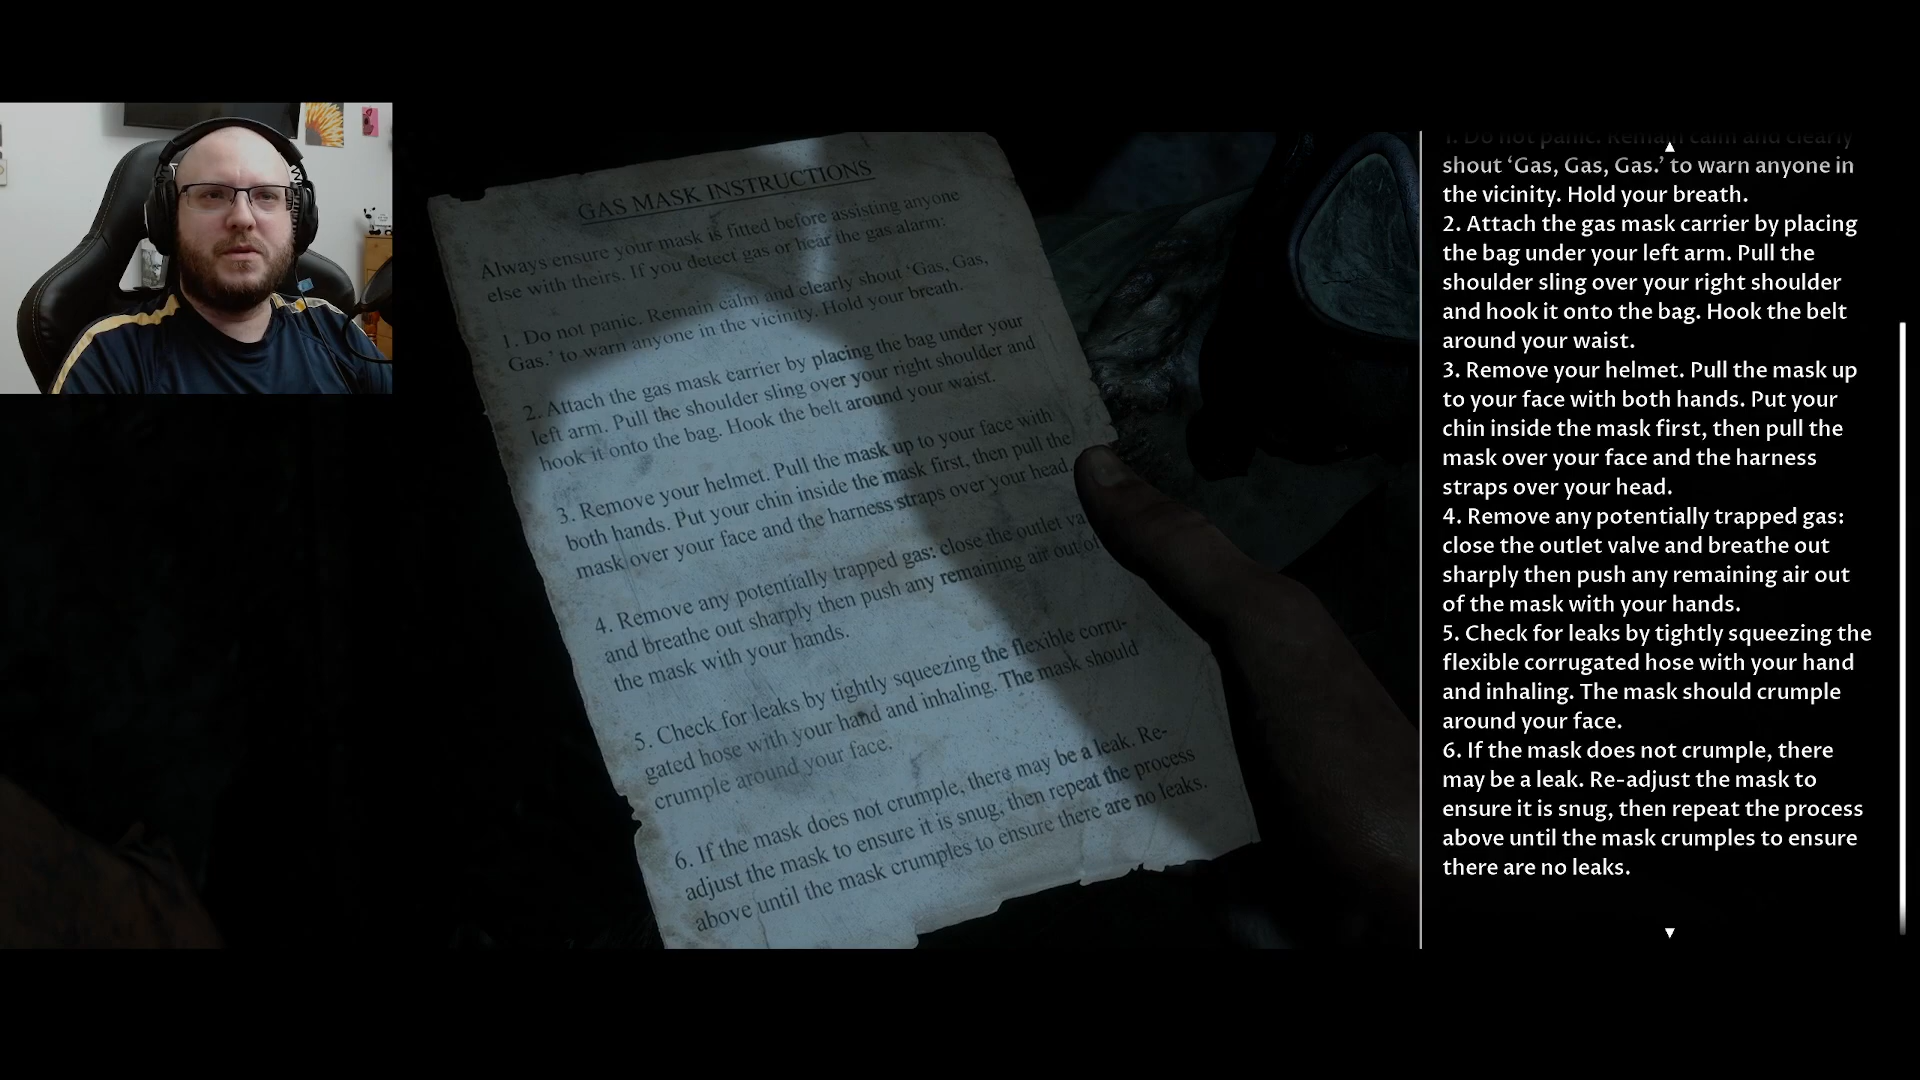 GAS MASK INSTRUCTIONS
Always ensure your mask is fitted before assisting anyone
else with theirs. If you detect gas or hear the gas alarm:
1. Do not panic. Remain calm and clearly shout ‘Gas, Gas,
Gas.’ to warn anyone in the vicinity. Hold your breath.
2. Attach the gas mask carrier by placing the bag under your
left arm. Pull the shoulder sling over your right shoulder and
hook it onto the bag. Hook the belt around your waist.
3. Remove your helmet. Pull the mask up to your face with
both hands. Put your chin inside the mask first, then pull the
mask over your face and the harness straps over your head.
4. Remove any potentially trapped gas: close the outlet va
and breathe out sharply then push any remaining air out of
the mask with your hands.
5. Check for leaks by tightly squeezing the flexible corru-
gated hose with your hand and inhaling. The mask should
crumple around your face.
6. If the mask does not crumple, there may be a leak. Re-
adjust the mask to ensure it is snug, then repeat the process
above until the mask crumples to ensure there are no leaks.
1. Do not panic. Remain calm and clearly
shout ‘Gas, Gas, Gas.’ to warn anyone in
the vicinity. Hold your breath.
2. Attach the gas mask carrier by placing
the bag under your left arm. Pull the
shoulder sling over your right shoulder
and hook it onto the bag. Hook the belt
around your waist.
3. Remove your helmet. Pull the mask up
to your face with both hands. Put your
chin inside the mask first, then pull the
mask over your face and the harness
straps over your head.
4. Remove any potentially trapped gas:
close the outlet valve and breathe out
sharply then push any remaining air out
of the mask with your hands.
5. Check for leaks by tightly squeezing the
flexible corrugated hose with your hand
and inhaling. The mask should crumple
around your face.
6. If the mask does not crumple, there
may be a leak. Re-adjust the mask to
ensure it is snug, then repeat the process
above until the mask crumples to ensure
there are no leaks.